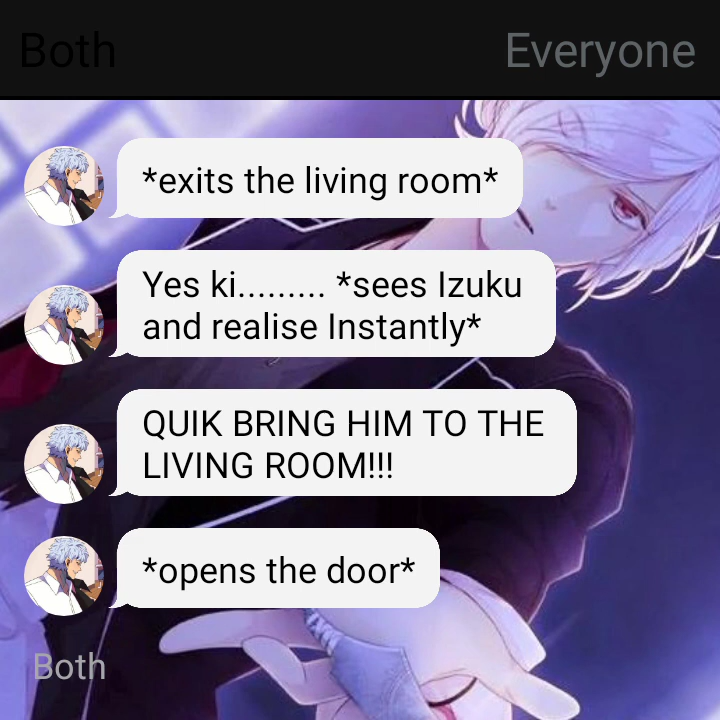 Both
Everyone
*exits the living room*
Yes ki......... *sees Izuku
and realise Instantly*
QUIK BRING HIM TO THE
LIVING ROOM!!!
*opens the door*
Both